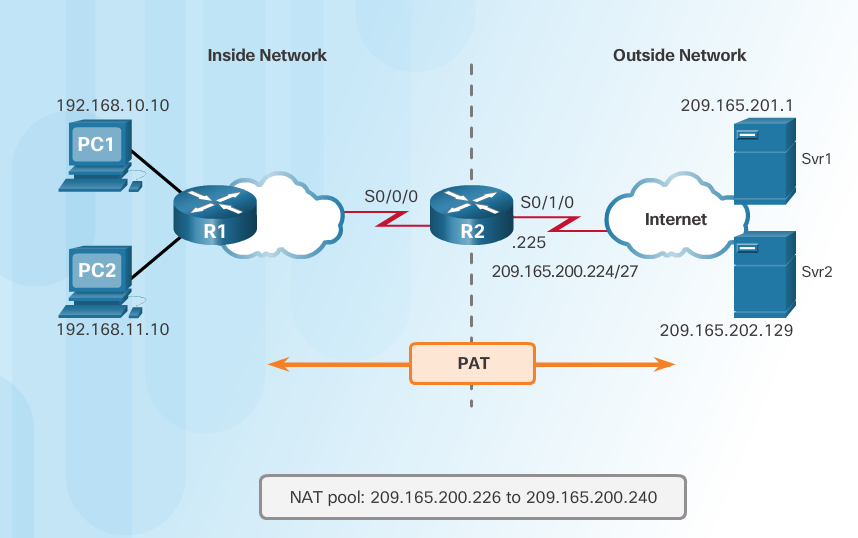 Inside Network
Outside Network
192.168.10.10
209.165.201.1
PC1
Svr1
S0/0/0
S0/1/0
R1
R2
Internet
.225
PC2
209.165.200.224/27
Svr2
192.168.11.10
209.165.202.129
PAT
NAT pool: 209.165.200.226 to 209.165.200.240